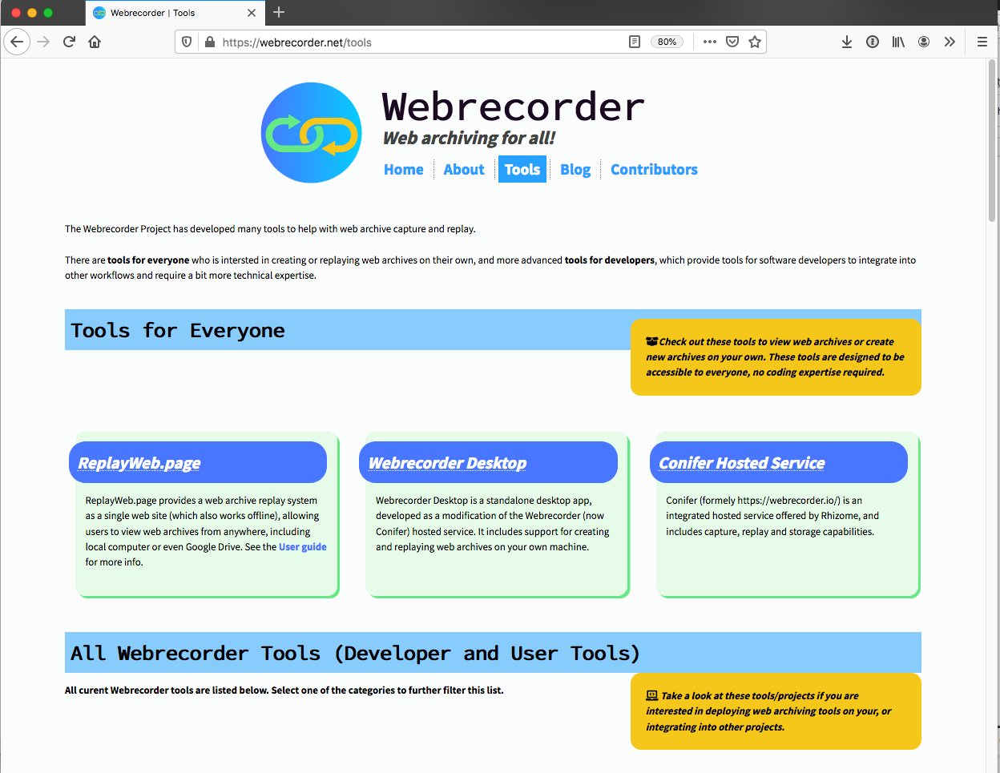 Webrecorder | Tools
https://webrecorder.net/tools
80%
Webrecorder
Web archiving for all!
Home
About
Tools
Blog
Contributors
The Webrecorder Project has developed many tools to help with web archive capture and replay.
There are tools for everyone who is intersted in creating or replaying web archives on their own, and more advanced tools for developers, which provide tools for software developers to integrate into
other workflows and require a bit more technical expertise.
Tools for Everyone
Check out these tools to view web archives or create
new archives on your own. These tools are designed to be
accessible to everyone, no coding expertise required.
ReplayWeb.page
ReplayWeb.page provides a web archive replay system
as a single web site (which also works offline), allowing
users to view web archives from anywhere, including
local computer or even Google Drive. See the User guide
for more info.
Webrecorder Desktop
Webrecorder Desktop is a standalone desktop app,
developed as a modification of the Webrecorder (now
Conifer) hosted service. It includes support for creating
and replaying web archives on your own machine.
Conifer Hosted Service
Conifer (formely https://webrecorder.io/) is an
integrated hosted service offered by Rhizome, and
includes capture, replay and storage capabilities.
All Webrecorder Tools (Developer and User Tools)
All curent Webrecorder tools are listed below. Select one of the categories to further filter this list.
Take a look at these tools/projects if you are
interested in deploying web archiving tools on your, or
integrating into other projects.